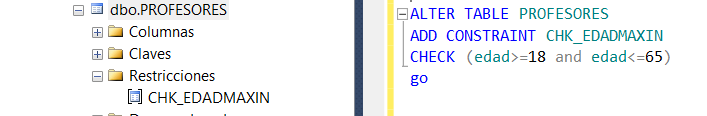 dbo.PROFESORES
Columnas
Claves
Restricciones
CHK_EDADMAXIN
ALTER TABLE PROFESORES
ADD CONSTRAINT CHK_EDADMAXIN
CHECK (edad>=18 and edad<=65)
go